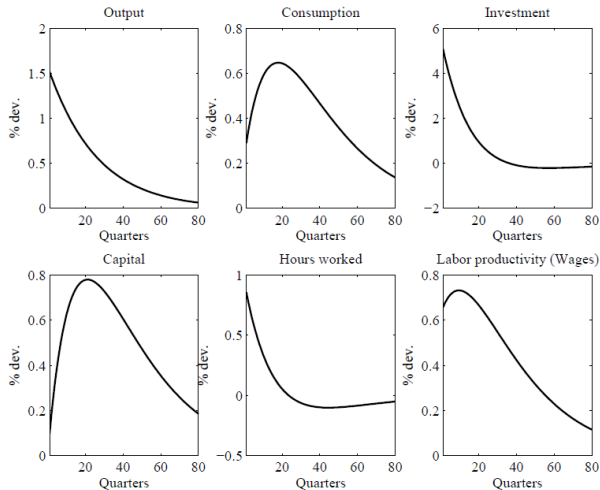 Output
Consumption
Investment
2
1.5
1
0.5
0
% dev.
20 40 60 80
Quarters
0.8
0.6
0.4
0.2
0
% dev.
20 40 60 80
Quarters
6
4
2
0
−2
% dev.
20 40 60 80
Quarters
Capital
Hours worked
Labor productivity (Wages)
0.8
0.6
0.4
0.2
0
% dev.
20 40 60 80
Quarters
1
0.5
0
−0.5
% dev.
20 40 60 80
Quarters
0.8
0.6
0.4
0.2
0
% dev.
20 40 60 80
Quarters